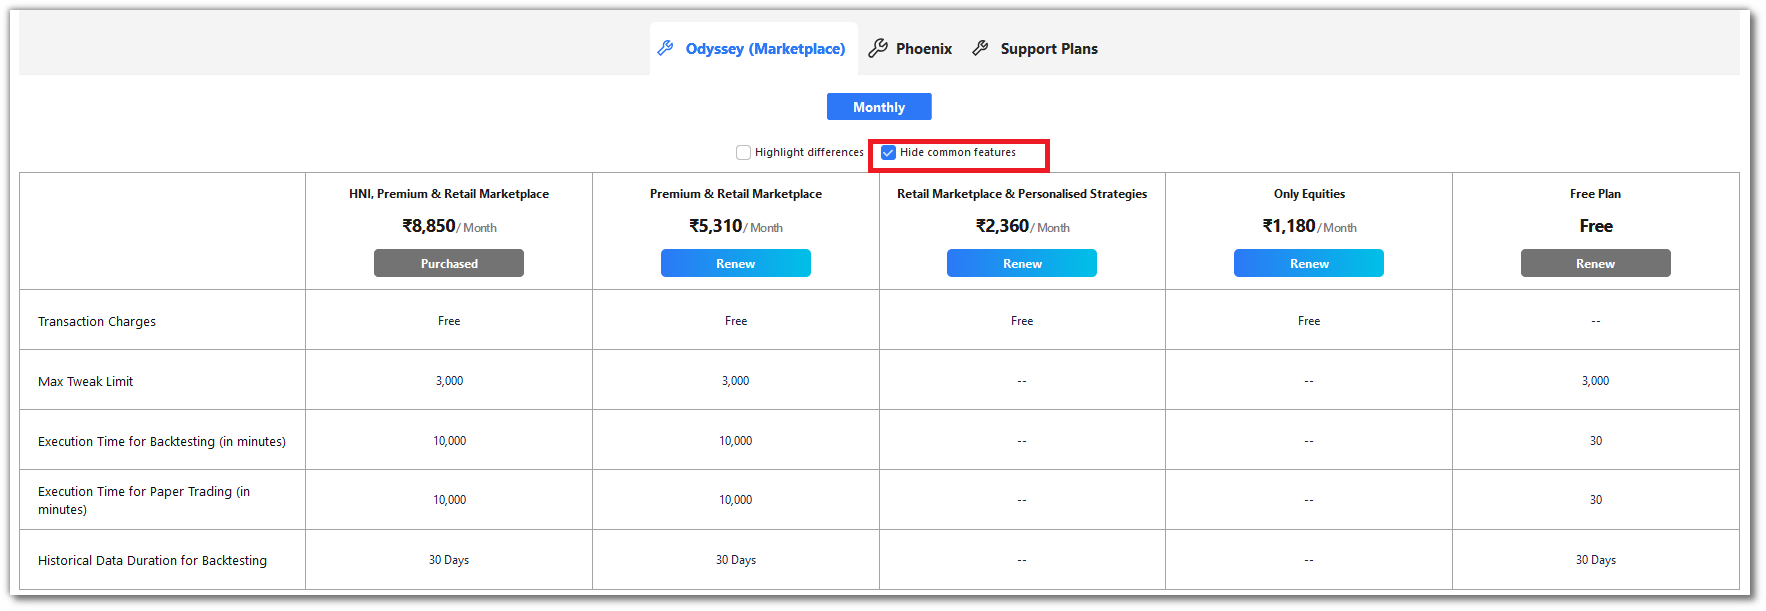 Odyssey (Marketplace) Phoenix Support Plans
Monthly
Highlight differences Hide common features
HNI, Premium & Retail Marketplace Premium & Retail Marketplace Retail Marketplace & Personalised Strategies Only Equities Free Plan
₹8,850/ Month ₹5,310/ Month ₹2,360/ Month ₹1,180/ Month Free
Purchased Renew Renew Renew Renew
Transaction Charges Free Free Free Free --
Max Tweak Limit 3,000 3,000 -- -- 3,000
Execution Time for Backtesting (in minutes) 10,000 10,000 -- -- 30
Execution Time for Paper Trading (in
minutes) 10,000 10,000 -- -- 30
Historical Data Duration for Backtesting 30 Days 30 Days -- -- 30 Days